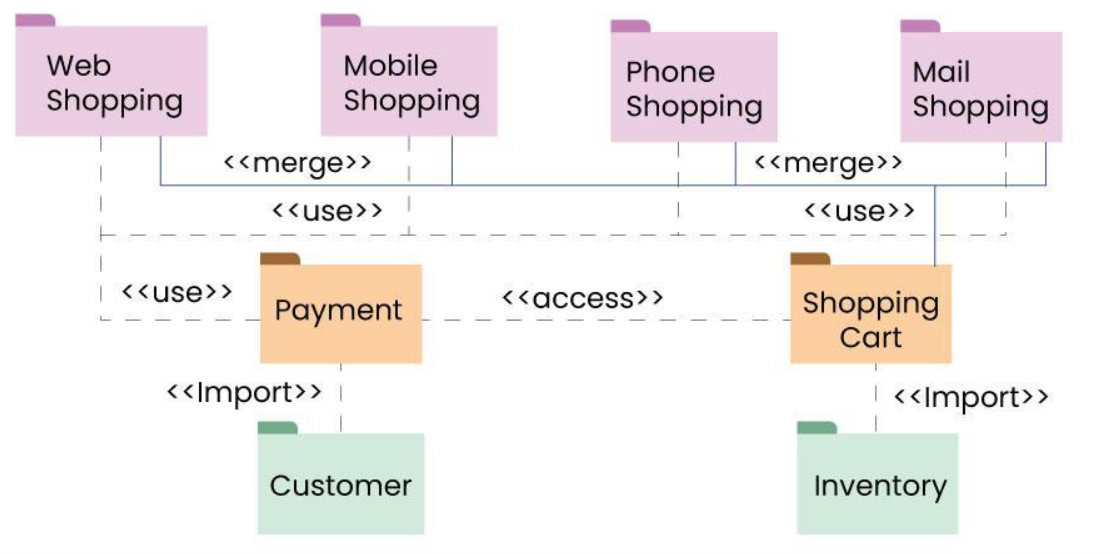 Web
Shopping
Mobile
Shopping
Phone
Shopping
Mail
Shopping
<<merge>>
<<merge>>
<<use>>
<<use>>
<<use>>
Payment
<<access>>
Shopping
Cart
<<Import>>
<<Import>>
Customer
Inventory